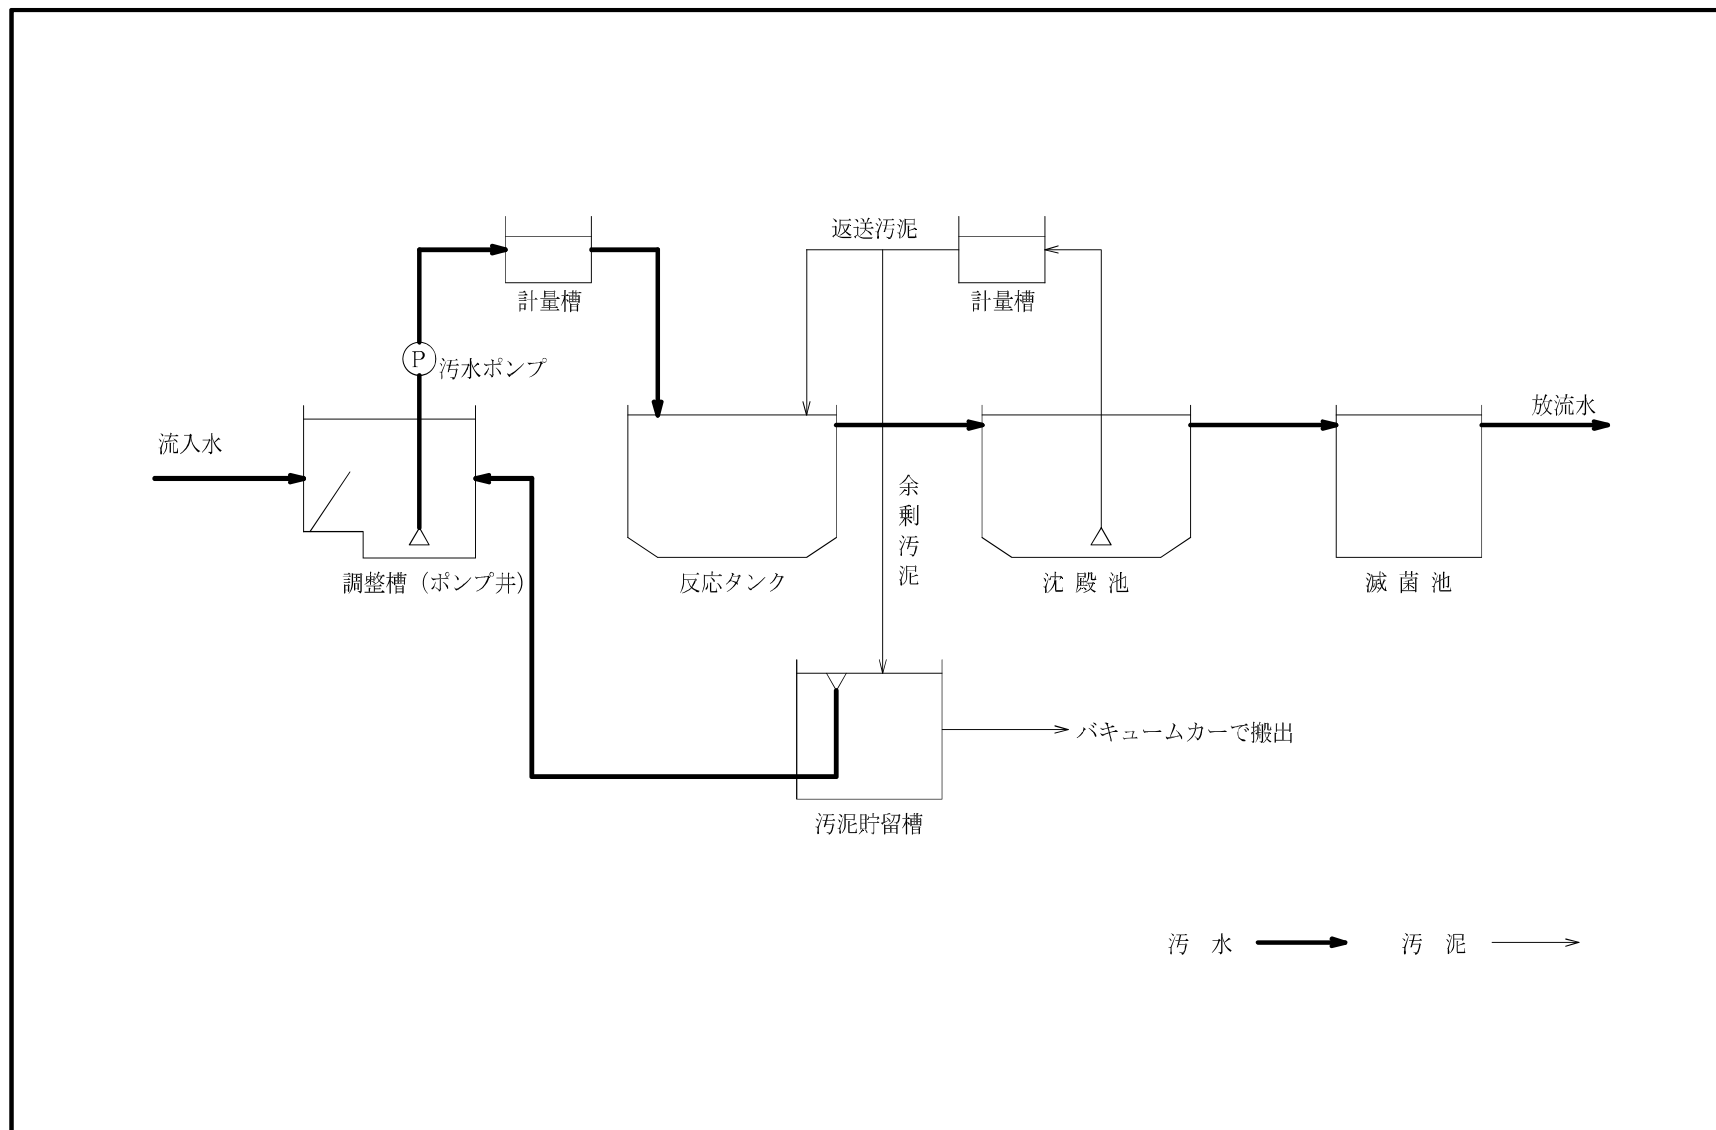 返送汚泥
計量槽
計量槽
P
汚水ポンプ
放流水
流入水
余剰汚泥
調整槽（ポンプ井）
反応タンク
沈殿池
滅菌池
バキュームカーで搬出
汚泥貯留槽
汚水
汚泥